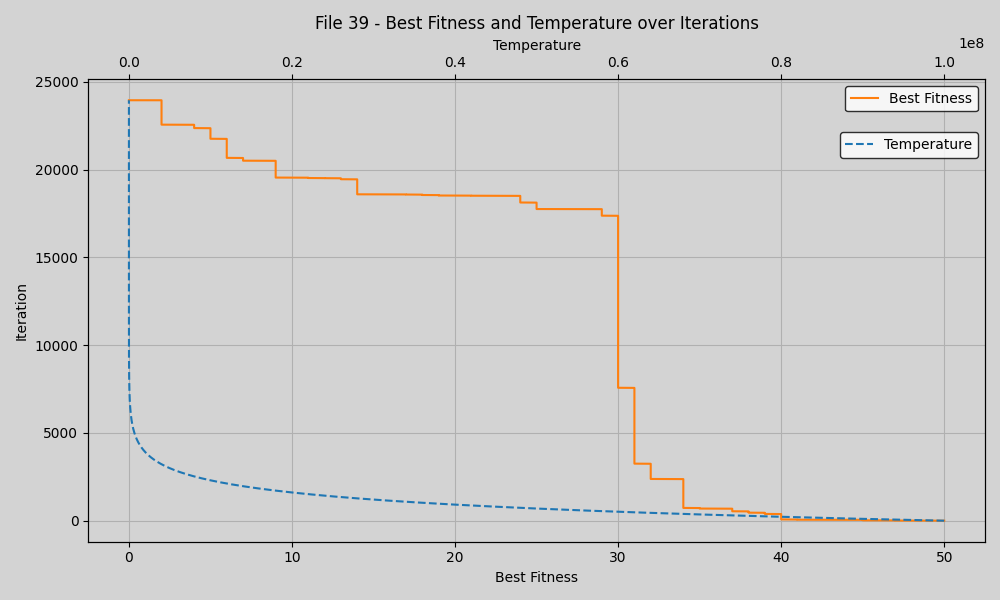 File 39 - Best Fitness and Temperature over Iterations
Temperature
1e8
0.0 0.2 0.4 0.6 0.8 1.0
25000
20000
15000
10000
5000
0
Iteration
Best Fitness
Temperature
0 10 20 30 40 50
Best Fitness